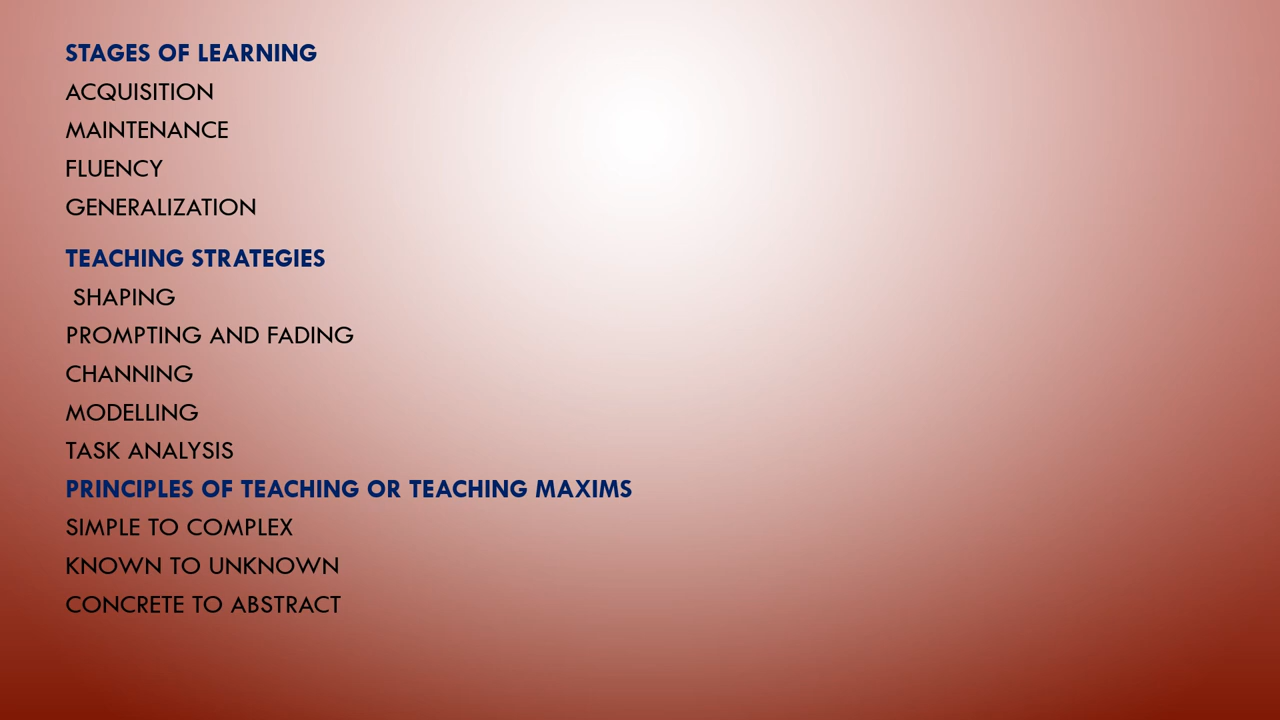 STAGES OF LEARNING
ACQUISITION
MAINTENANCE
FLUENCY
GENERALIZATION
TEACHING STRATEGIES
SHAPING
PROMPTING AND FADING
CHANNING
MODELLING
TASK ANALYSIS
PRINCIPLES OF TEACHING OR TEACHING MAXIMS
SIMPLE TO COMPLEX
KNOWN TO UNKNOWN
CONCRETE TO ABSTRACT